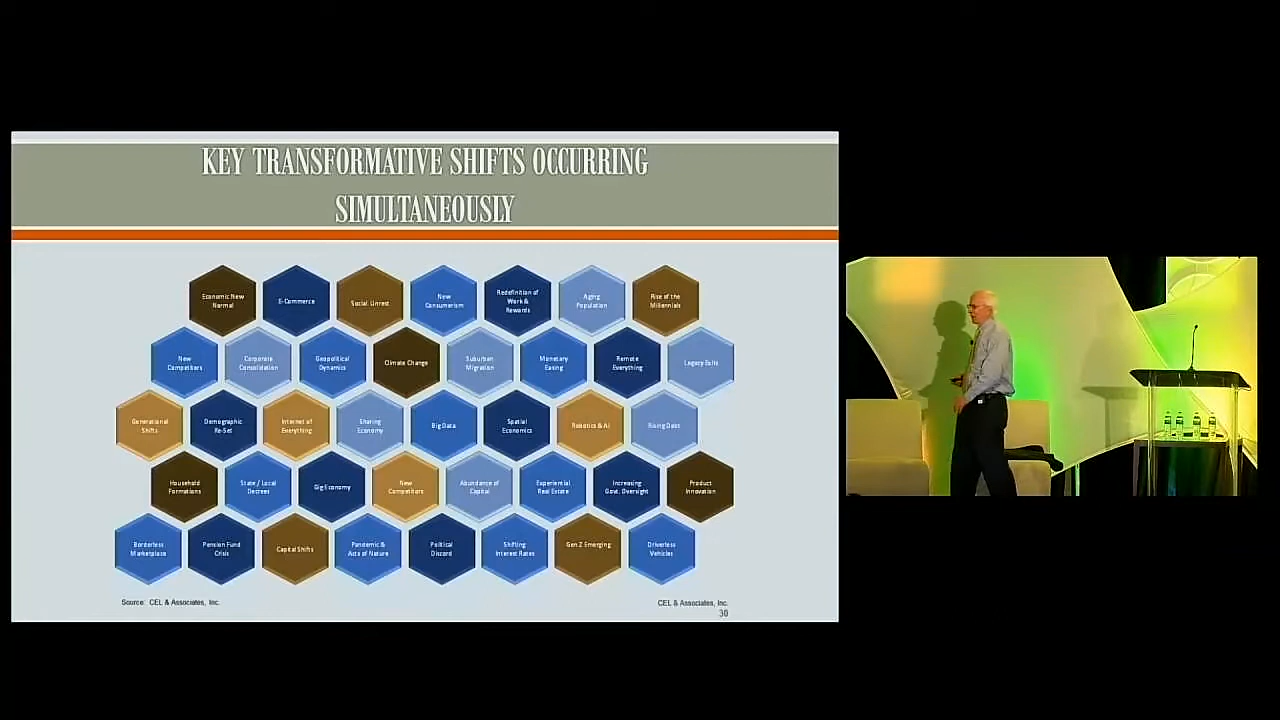 KEY TRANSFORMATIVE SHIFTS OCCURRING
SIMULTANEOUSLY
Economic New
Normal
E-Commerce
Social Unrest
New
Consumerism
Redefinition of
Work &
Rewards
Aging
Population
Rise of the
Millennials
New
Competitors
Corporate
Consolidation
Geopolitical
Dynamics
Climate Change
Suburban
Migration
Monetary
Easing
Remote
Everything
Legacy Exits
Generational
Shifts
Demographic
Re-Set
Internet of
Everything
Sharing
Economy
Big Data
Spatial
Economics
Robotics & AI
Rising Debt
Household
Formations
State / Local
Decrees
Gig Economy
New
Competitors
Abundance of
Capital
Experiential
Real Estate
Increasing
Govt. Oversight
Product
Innovation
Borderless
Marketplace
Pension Fund
Crisis
Capital Shifts
Pandemic &
Acts of Nature
Political
Discord
Shifting
Interest Rates
Gen Z Emerging
Driverless
Vehicles
Source: CEL & Associates, Inc.
CEL & Associates, Inc.
30